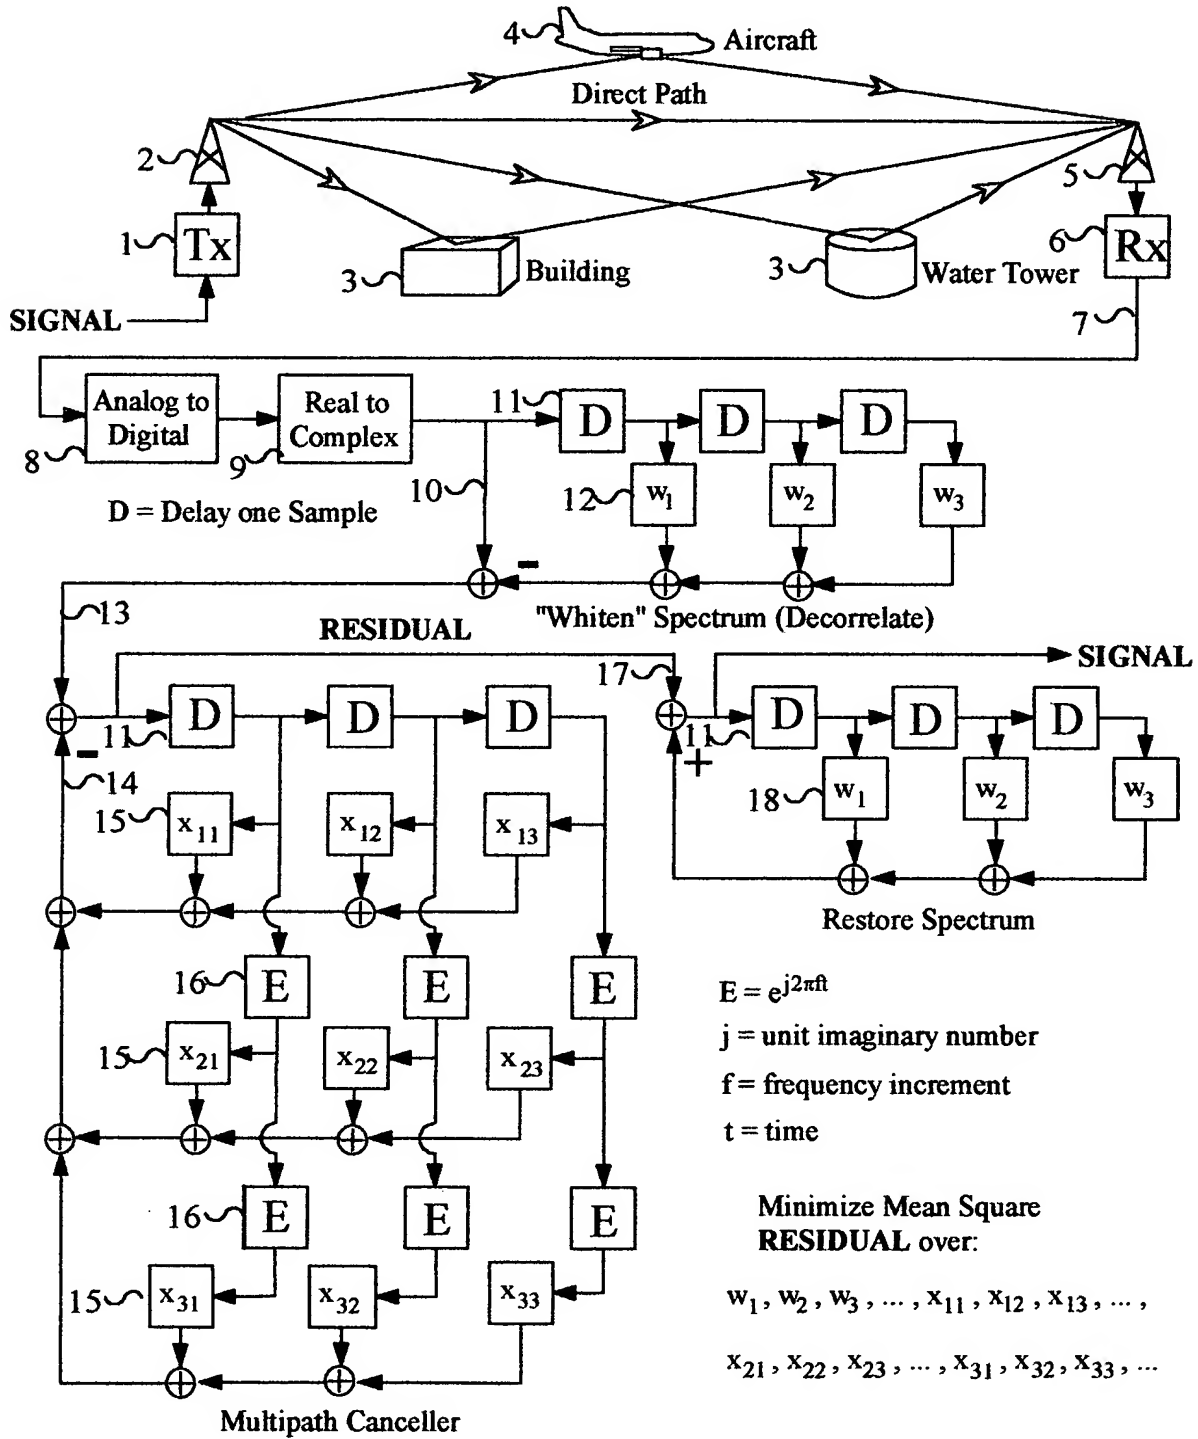 4 Aircraft
Direct Path
2
5
1 Tx
3 Building
3 Water Tower
6 Rx
SIGNAL
7
Analog to
Digital
8
Real to
Complex
9
11 D D D
10
12 w1 w2 w3
D = Delay one Sample
-
13
"Whiten" Spectrum (Decorrelate)
RESIDUAL
17
SIGNAL
11 D D D
-
14
11 D D D
+
15 x11 x12 x13
18 w1 w2 w3
Restore Spectrum
16 E E E
E = e^j2πft
15 x21 x22 x23
j = unit imaginary number
f = frequency increment
t = time
16 E E E
Minimize Mean Square
RESIDUAL over:
15 x31 x32 x33
w1, w2, w3, ..., x11, x12, x13, ...,
x21, x22, x23, ..., x31, x32, x33, ...
Multipath Canceller